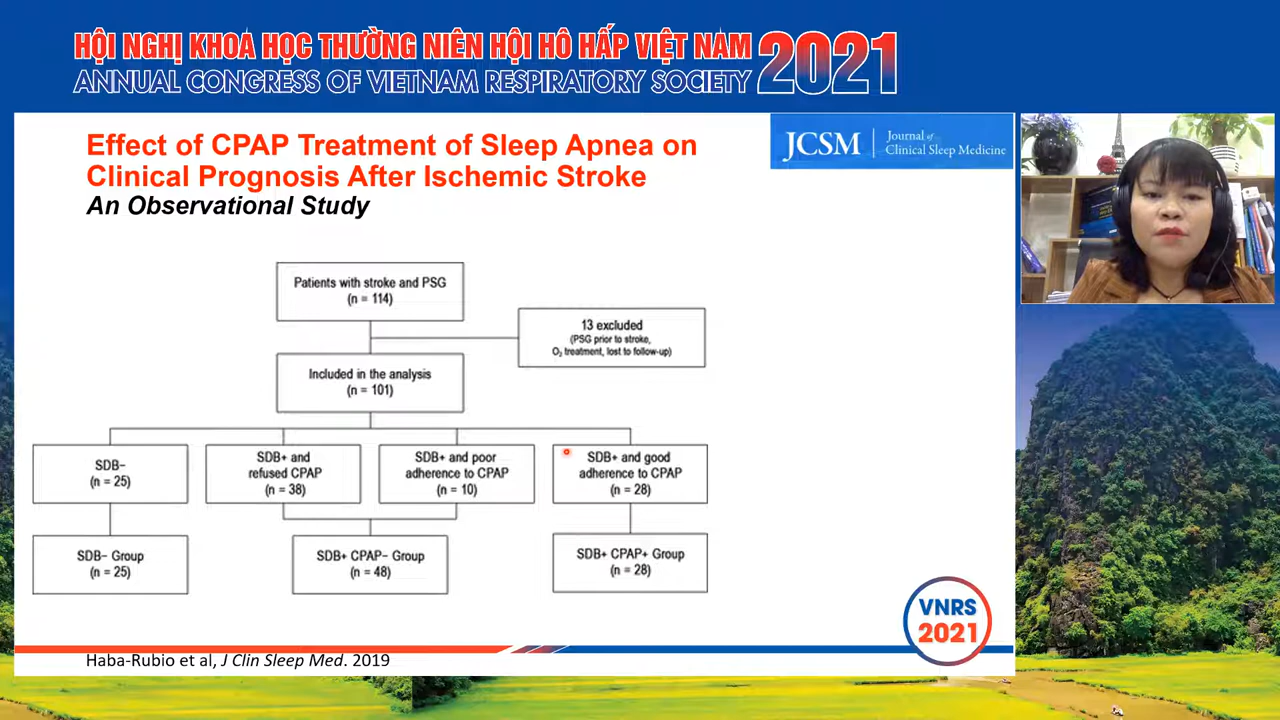 HỘI NGHỊ KHOA HỌC THƯỜNG NIÊN HỘI HÔ HẤP VIỆT NAM
ANNUAL CONGRESS OF VIETNAM RESPIRATORY SOCIETY
2021
Effect of CPAP Treatment of Sleep Apnea on
Clinical Prognosis After Ischemic Stroke
An Observational Study
JCSM
Journal of
Clinical Sleep Medicine
Patients with stroke and PSG
(n = 114)
13 excluded
(PSG prior to stroke,
O₂ treatment, lost to follow-up)
Included in the analysis
(n = 101)
SDB−
(n = 25)
SDB+ and
refused CPAP
(n = 38)
SDB+ and poor
adherence to CPAP
(n = 10)
SDB+ and good
adherence to CPAP
(n = 28)
SDB− Group
(n = 25)
SDB+ CPAP− Group
(n = 48)
SDB+ CPAP+ Group
(n = 28)
VNRS
2021
Haba-Rubio et al, J Clin Sleep Med. 2019